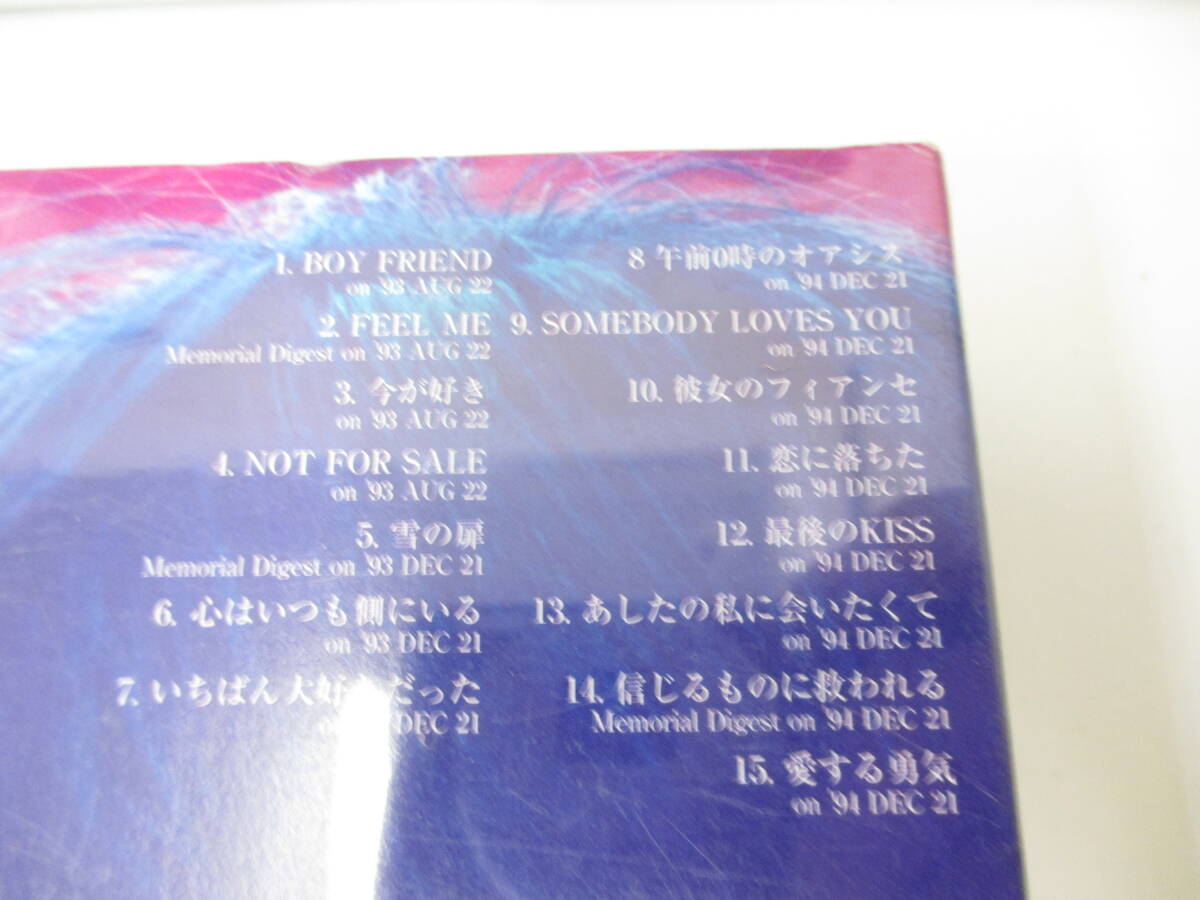 1. BOY FRIEND
on '93 AUG 22
2. FEEL ME
Memorial Digest on '93 AUG 22
3. 今が好き
on '93 AUG 22
4. NOT FOR SALE
on '93 AUG 22
5. 雪の扉
Memorial Digest on '93 DEC 21
6. 心はいつも側にいる
on '93 DEC 21
7. いちばん大好 だった
DEC 21
8 午前0時のオアシス
on '94 DEC 21
9. SOMEBODY LOVES YOU
on '94 DEC 21
10. 彼女のフィアンセ
on '94 DEC 21
11. 恋に落ちた
on '94 DEC 21
12. 最後のKISS
on '94 DEC 21
13. あしたの私に会いたくて
on '94 DEC 21
14. 信じるものに救われる
Memorial Digest on '94 DEC 21
15. 愛する勇気
on '94 DEC 21